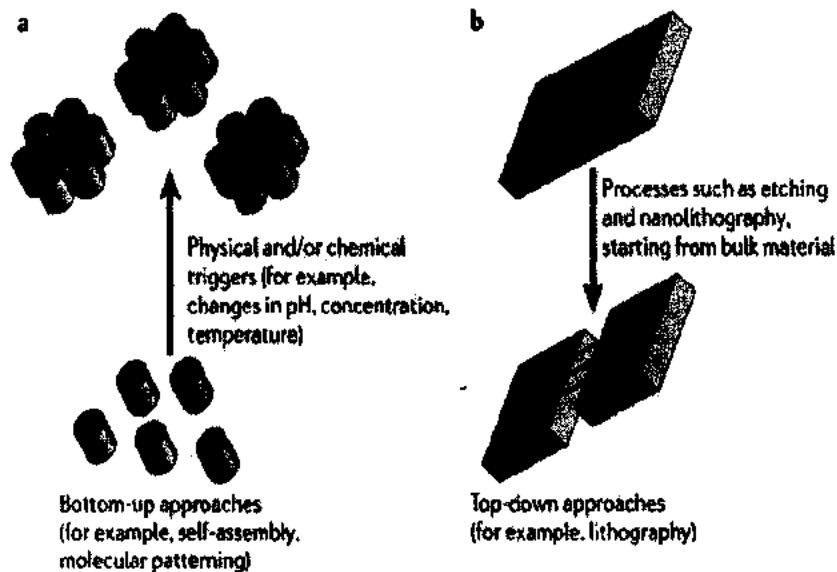 a
Physical and/or chemical
triggers (for example,
changes in pH, concentration,
temperature)
Bottom-up approaches
(for example, self-assembly,
molecular patterning)
b
Processes such as etching
and nanolithography,
starting from bulk material
Top-down approaches
(for example, lithography)